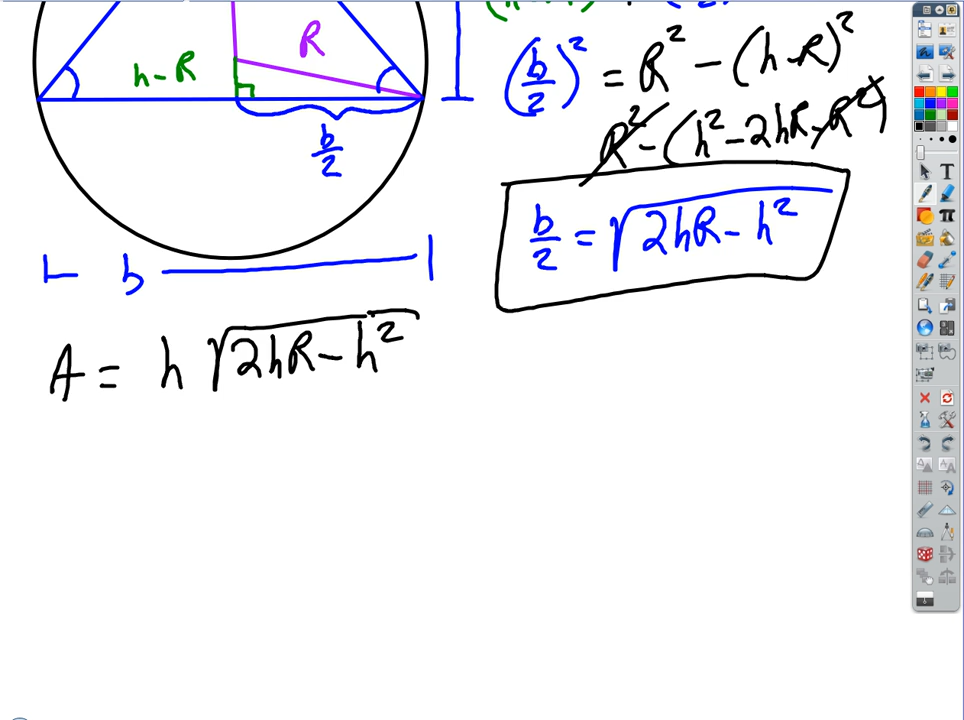 R
h - R
b/2
b
(b/2)² = R² - (h-R)²
R² - (h² - 2hR - R²)
b/2 = √(2hR - h²)
A = h √(2hR - h²)